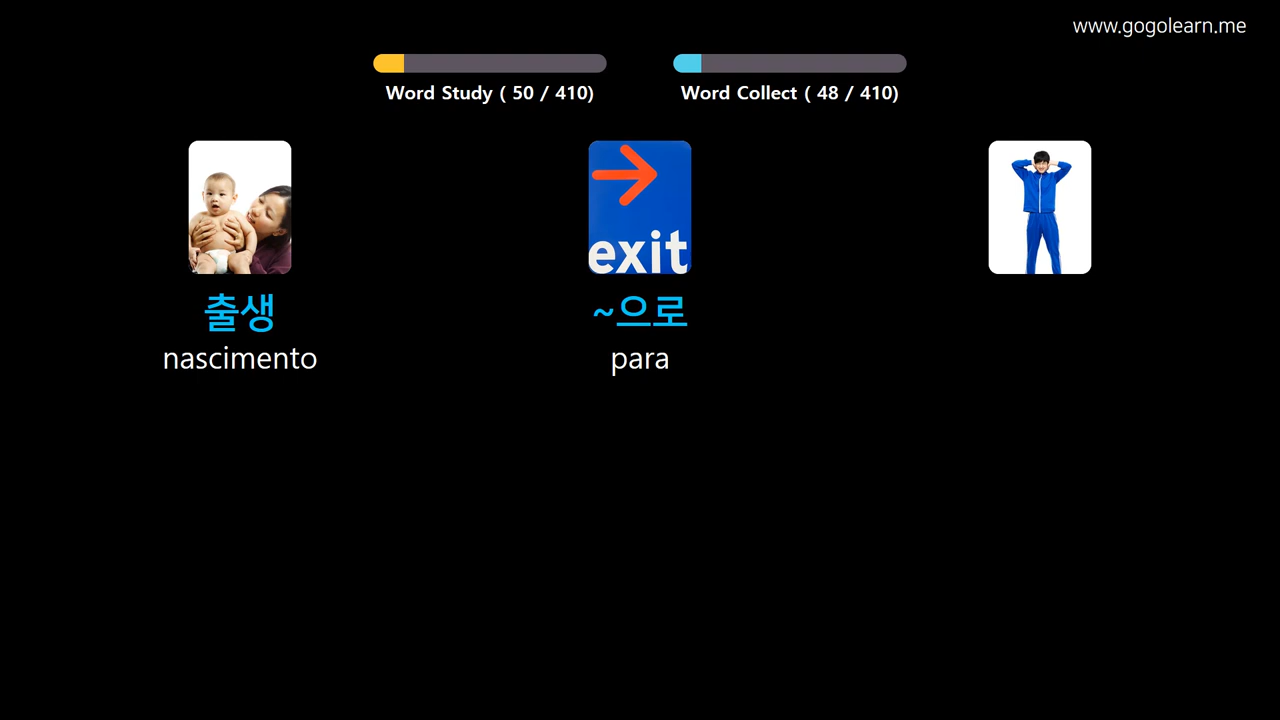 www.gogolearn.me
Word Study ( 50 / 410)
Word Collect ( 48 / 410)
exit
출생
~으로
nascimento
para